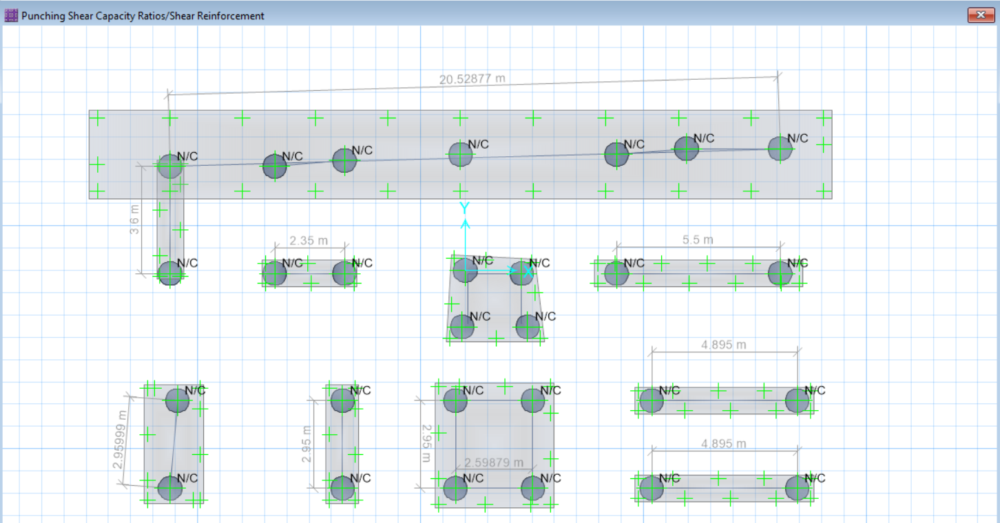 Punching Shear Capacity Ratios/Shear Reinforcement
20.52877 m
N/C
N/C
N/C
N/C
N/C
N/C
N/C
3.6 m
Y
X
2.35 m
5.5 m
N/C
N/C
N/C
N/C
N/C
N/C
N/C
N/C
N/C
4.895 m
N/C
N/C
N/C
N/C
N/C
N/C
2.95999 m
2.95 m
2.95 m
2.59879 m
4.895 m
N/C
N/C
N/C
N/C
N/C
N/C